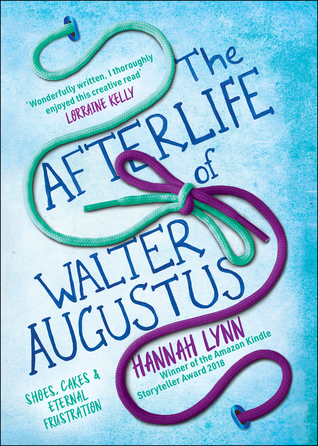 'Wonderfully written, I thoroughly
enjoyed this creative read'
LORRAINE KELLY
The
AFTERLIFE
of
WALTER
AUGUSTUS
HANNAH LYNN
Winner of the Amazon Kindle
Storyteller Award 2018
SHOES, CAKES &
ETERNAL
FRUSTRATION